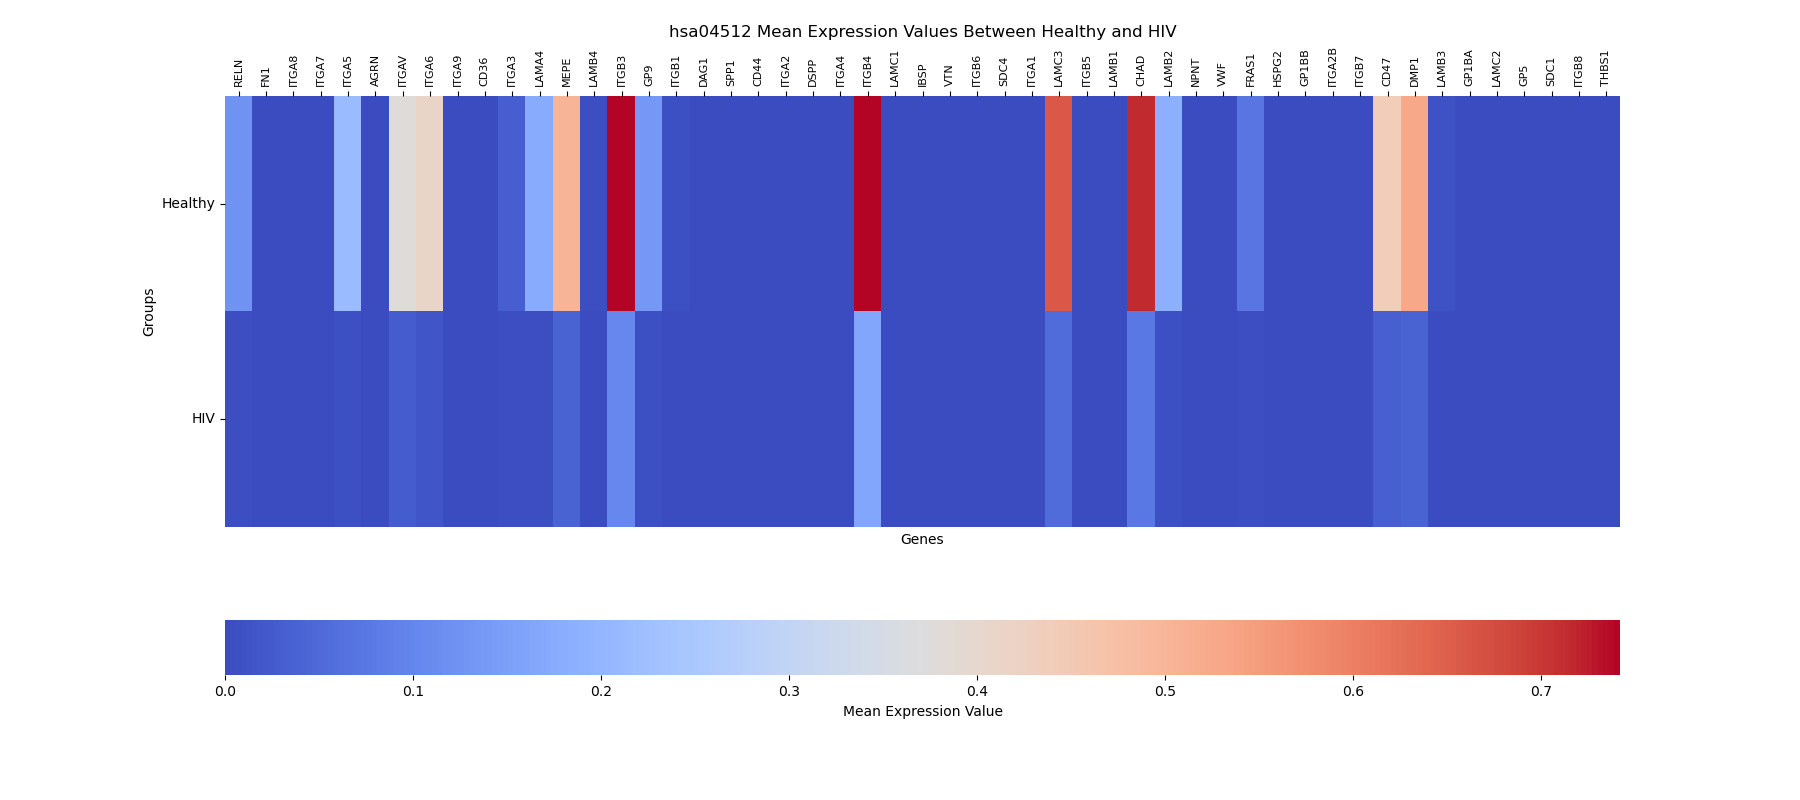 hsa04512 Mean Expression Values Between Healthy and HIV
RELN FN1 ITGA8 ITGA7 ITGA5 AGRN ITGAV ITGA6 ITGA9 CD36 ITGA3 LAMA4 MEPE LAMB4 ITGB3 GP9 ITGB1 DAG1 SPP1 CD44 ITGA2 DSPP ITGA4 ITGB4 LAMC1 IBSP VTN ITGB6 SDC4 ITGA1 LAMC3 ITGB5 LAMB1 CHAD LAMB2 NPNT VWF FRAS1 HSPG2 GP1BB ITGA2B ITGB7 CD47 DMP1 LAMB3 GP1BA LAMC2 GP5 SDC1 ITGB8 THBS1
Healthy
Groups
HIV
Genes
0.0 0.1 0.2 0.3 0.4 0.5 0.6 0.7
Mean Expression Value